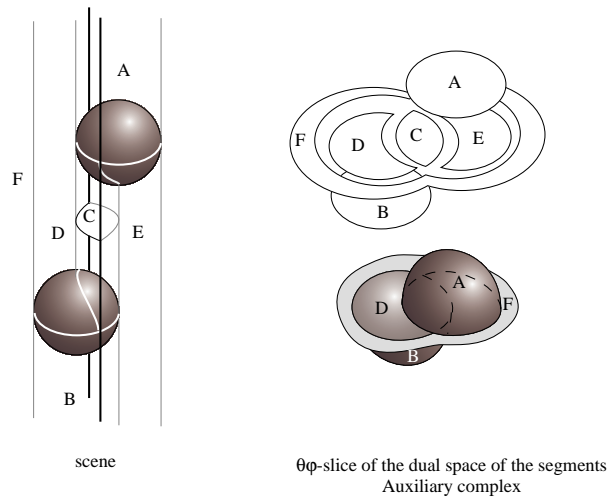 A
F
C
D
E
B
scene
A
F
C
E
D
B
A
D
F
B
θφ-slice of the dual space of the segments
Auxiliary complex